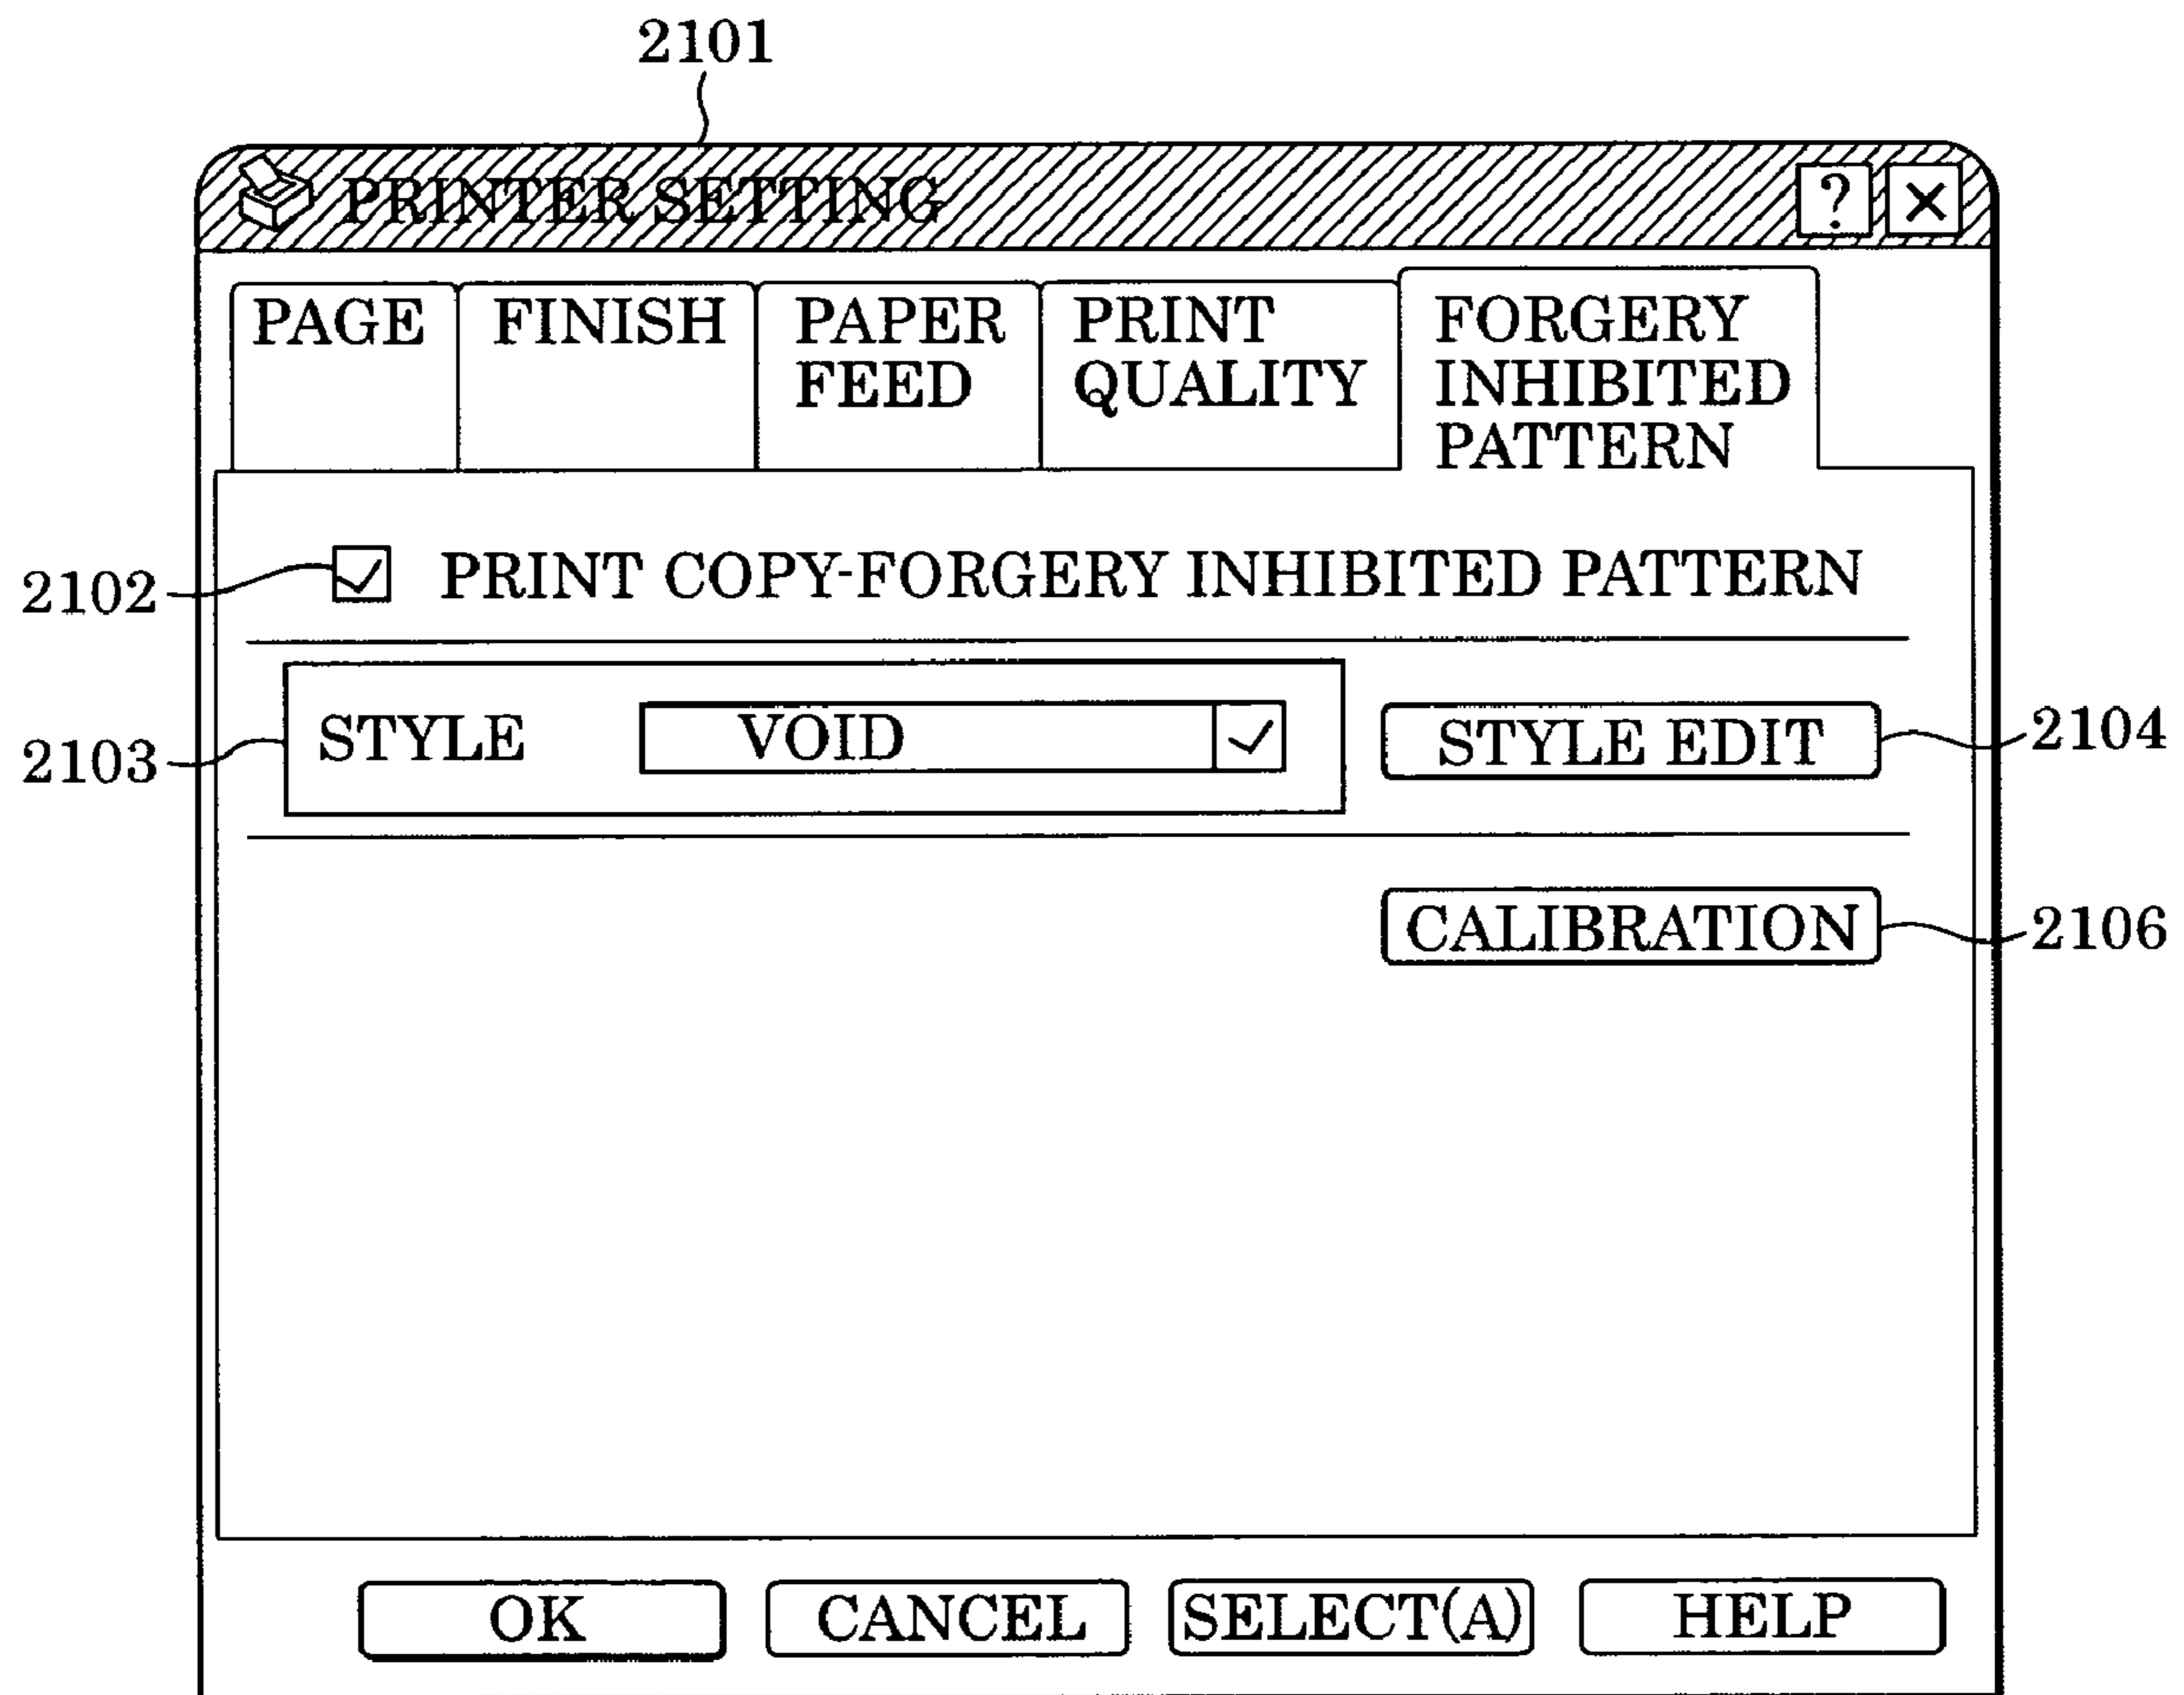 2101
PRINTER SETTING ? ×
PAGE FINISH PAPER FEED PRINT QUALITY FORGERY INHIBITED PATTERN
2102 PRINT COPY-FORGERY INHIBITED PATTERN
2103 STYLE VOID STYLE EDIT 2104
CALIBRATION 2106
OK CANCEL SELECT(A) HELP